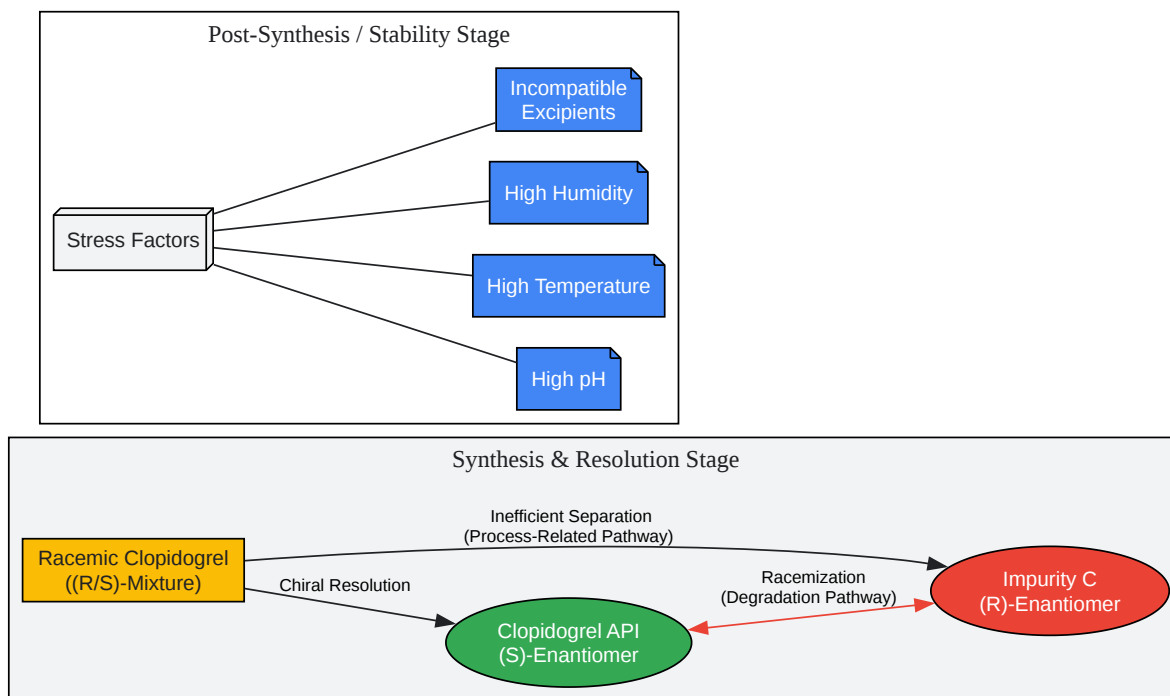 Post-Synthesis / Stability Stage
Incompatible
Excipients
High Humidity
Stress Factors
High Temperature
High pH
Synthesis & Resolution Stage
Inefficient Separation
(Process-Related Pathway)
Racemic Clopidogrel
((R/S)-Mixture)
Chiral Resolution
Racemization
(Degradation Pathway)
Impurity C
(R)-Enantiomer
Clopidogrel API
(S)-Enantiomer